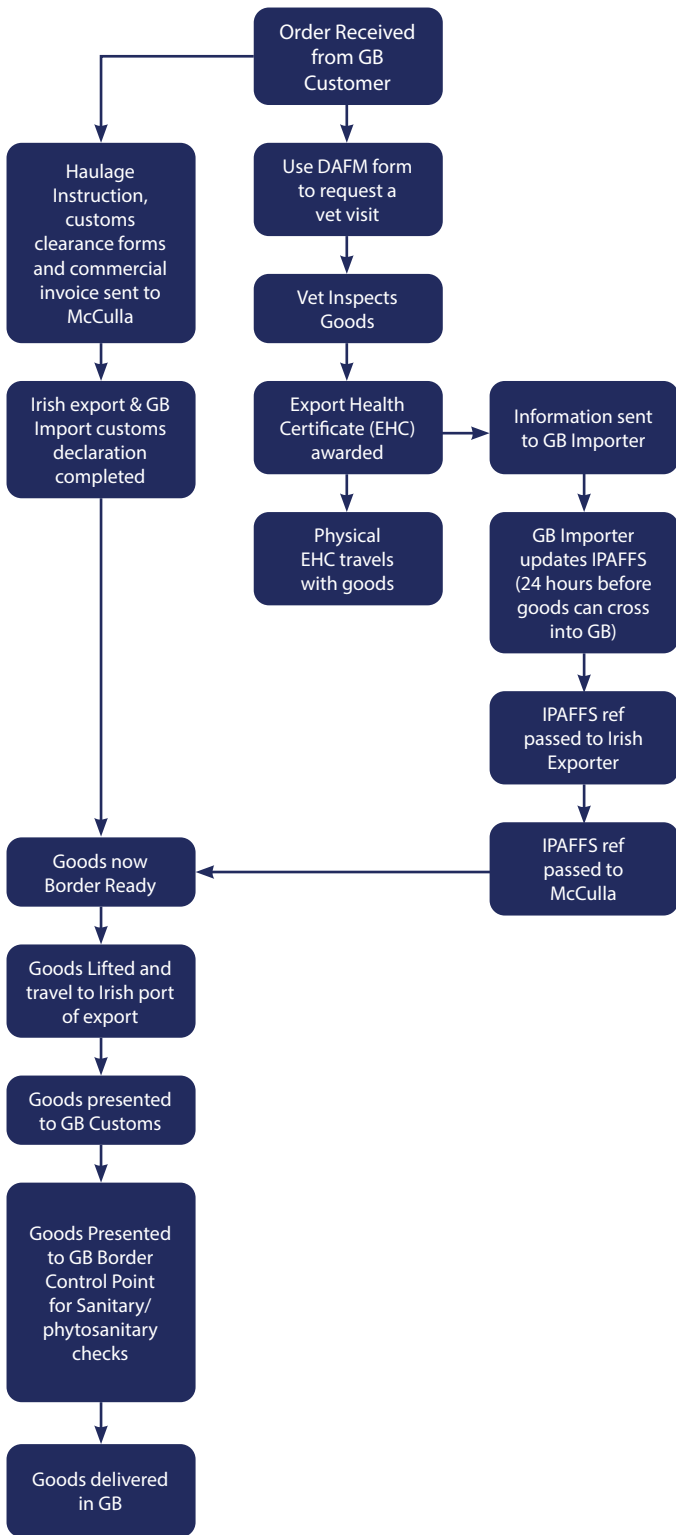 Order Received
from GB
Customer
Haulage
Instruction,
customs
clearance forms
and commercial
invoice sent to
McCulla
Use DAFM form
to request a
vet visit
Vet Inspects
Goods
Irish export & GB
Import customs
declaration
completed
Export Health
Certificate (EHC)
awarded
Information sent
to GB Importer
Physical
EHC travels
with goods
GB Importer
updates IPAFFS
(24 hours before
goods can cross
into GB)
IPAFFS ref
passed to Irish
Exporter
IPAFFS ref
passed to
McCulla
Goods now
Border Ready
Goods Lifted and
travel to Irish port
of export
Goods presented
to GB Customs
Goods Presented
to GB Border
Control Point
for Sanitary/
phytosanitary
checks
Goods delivered
in GB